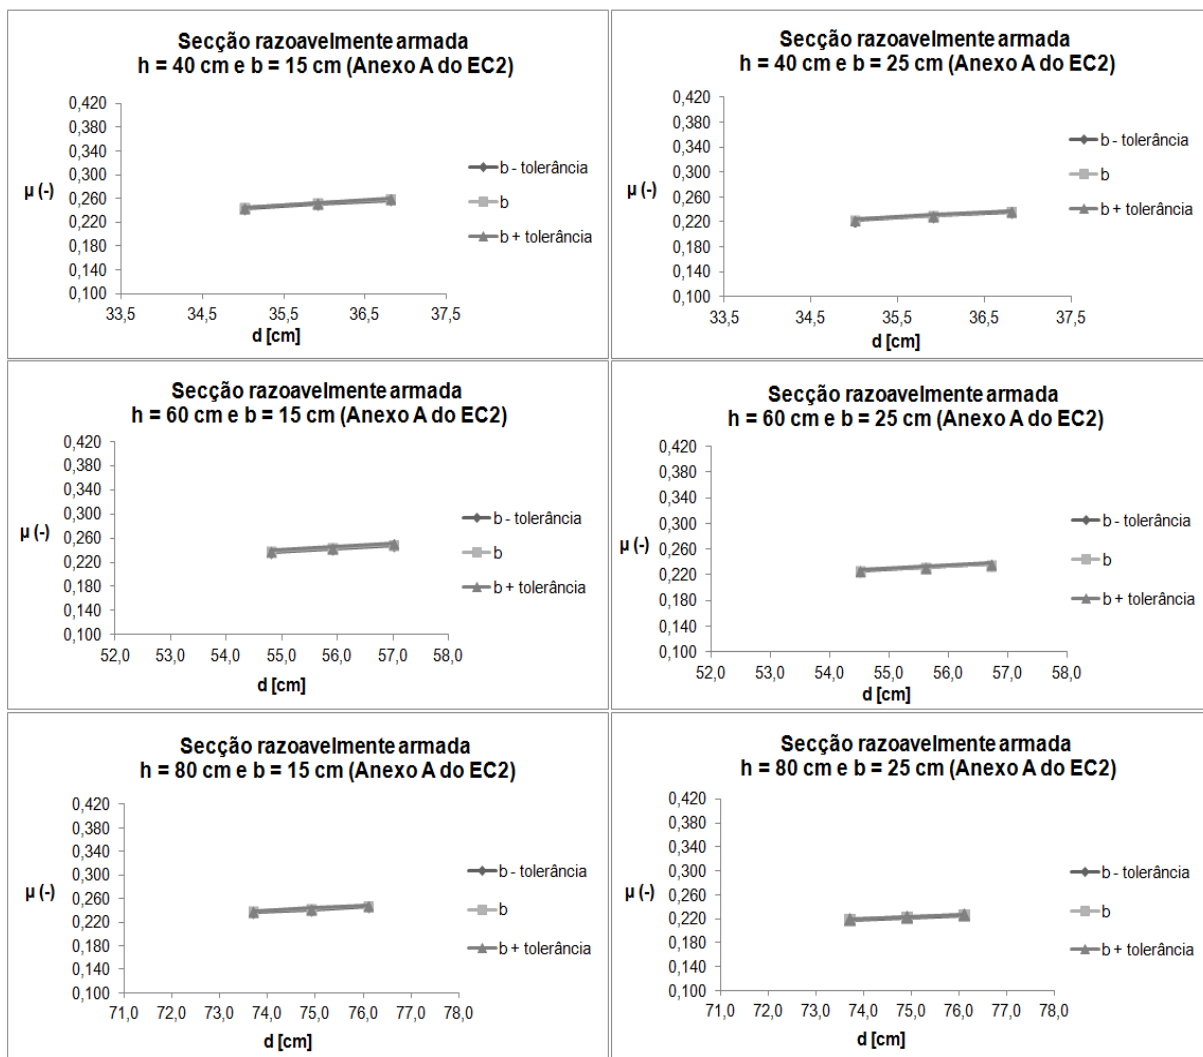 Secção razoavelmente armada
h = 40 cm e b = 15 cm (Anexo A do EC2)
0,420
0,380
0,340
0,300
0,260
0,220
0,180
0,140
0,100
µ (-)
33,5 34,5 35,5 36,5 37,5
d [cm]
b - tolerância
b
b + tolerância
Secção razoavelmente armada
h = 40 cm e b = 25 cm (Anexo A do EC2)
0,420
0,380
0,340
0,300
0,260
0,220
0,180
0,140
0,100
µ (-)
33,5 34,5 35,5 36,5 37,5
d [cm]
b - tolerância
b
b + tolerância
Secção razoavelmente armada
h = 60 cm e b = 15 cm (Anexo A do EC2)
0,420
0,380
0,340
0,300
0,260
0,220
0,180
0,140
0,100
µ (-)
52,0 53,0 54,0 55,0 56,0 57,0 58,0
d [cm]
b - tolerância
b
b + tolerância
Secção razoavelmente armada
h = 60 cm e b = 25 cm (Anexo A do EC2)
0,420
0,380
0,340
0,300
0,260
0,220
0,180
0,140
0,100
µ (-)
52,0 53,0 54,0 55,0 56,0 57,0 58,0
d [cm]
b - tolerância
b
b + tolerância
Secção razoavelmente armada
h = 80 cm e b = 15 cm (Anexo A do EC2)
0,420
0,380
0,340
0,300
0,260
0,220
0,180
0,140
0,100
µ (-)
71,0 72,0 73,0 74,0 75,0 76,0 77,0 78,0
d [cm]
b - tolerância
b
b + tolerância
Secção razoavelmente armada
h = 80 cm e b = 25 cm (Anexo A do EC2)
0,420
0,380
0,340
0,300
0,260
0,220
0,180
0,140
0,100
µ (-)
71,0 72,0 73,0 74,0 75,0 76,0 77,0 78,0
d [cm]
b - tolerância
b
b + tolerância